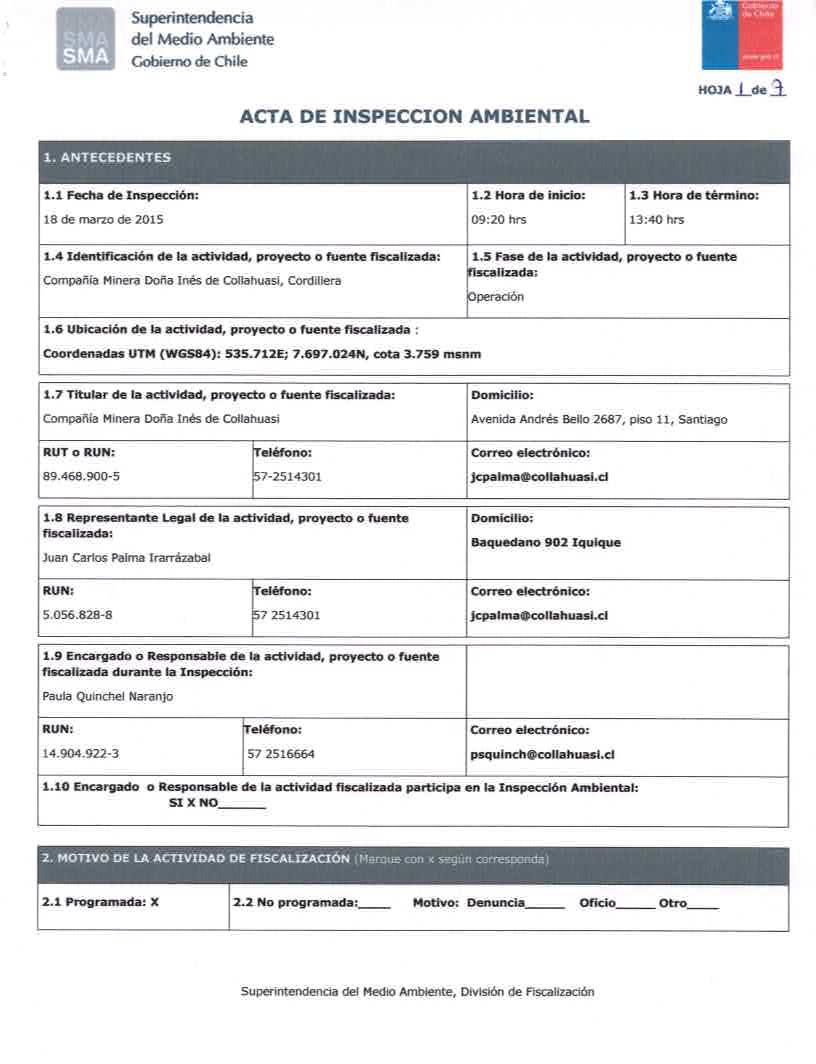 SMA
SMA
Superintendencia
del Medio Ambiente
Gobierno de Chile
Gobierno
de Chile
www.gob.cl
HOJA 1 de 7
ACTA DE INSPECCION AMBIENTAL
1. ANTECEDENTES
1.1 Fecha de Inspección:
18 de marzo de 2015
1.2 Hora de inicio:
09:20 hrs
1.3 Hora de término:
13:40 hrs
1.4 Identificación de la actividad, proyecto o fuente fiscalizada:
Compañía Minera Doña Inés de Collahuasi, Cordillera
1.5 Fase de la actividad, proyecto o fuente
fiscalizada:
Operación
1.6 Ubicación de la actividad, proyecto o fuente fiscalizada :
Coordenadas UTM (WGS84): 535.712E; 7.697.024N, cota 3.759 msnm
1.7 Titular de la actividad, proyecto o fuente fiscalizada:
Compañía Minera Doña Inés de Collahuasi
Domicilio:
Avenida Andrés Bello 2687, piso 11, Santiago
RUT o RUN:
89.468.900-5
Teléfono:
57-2514301
Correo electrónico:
jcpalma@collahuasi.cl
1.8 Representante Legal de la actividad, proyecto o fuente
fiscalizada:
Juan Carlos Palma Irarrázabal
Domicilio:
Baquedano 902 Iquique
RUN:
5.056.828-8
Teléfono:
57 2514301
Correo electrónico:
jcpalma@collahuasi.cl
1.9 Encargado o Responsable de la actividad, proyecto o fuente
fiscalizada durante la Inspección:
Paula Quinchel Naranjo
RUN:
14.904.922-3
Teléfono:
57 2516664
Correo electrónico:
psquinch@collahuasi.cl
1.10 Encargado o Responsable de la actividad fiscalizada participa en la Inspección Ambiental:
SI X NO______
2. MOTIVO DE LA ACTIVIDAD DE FISCALIZACIÓN (Marque con x según corresponda)
2.1 Programada: X
2.2 No programada:____ Motivo: Denuncia_____ Oficio_____ Otro____
Superintendencia del Medio Ambiente, División de Fiscalización